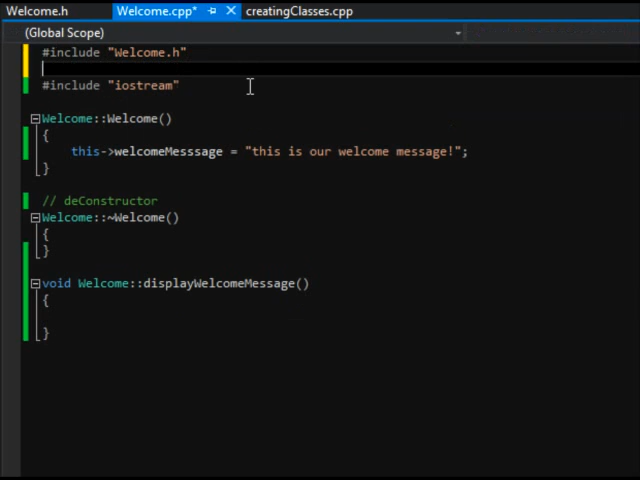 Welcome.h Welcome.cpp* creatingClasses.cpp
(Global Scope)
#include "Welcome.h"
#include "iostream"
Welcome::Welcome()
{
this->welcomeMesssage = "this is our welcome message!";
}
// deConstructor
Welcome::~Welcome()
{
}
void Welcome::displayWelcomeMessage()
{
}